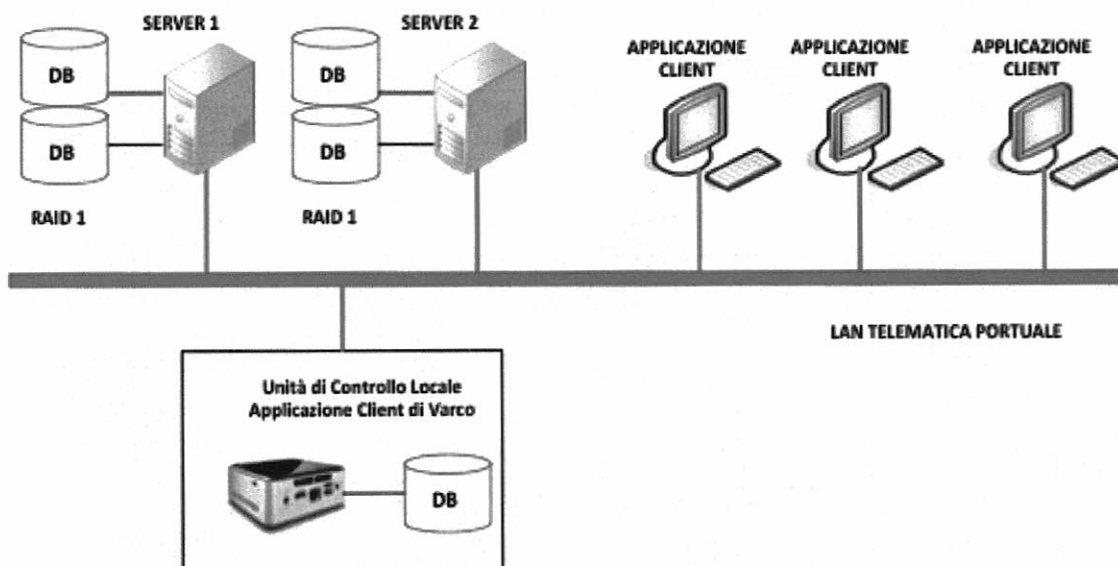 SERVER 1
SERVER 2
APPLICAZIONE
CLIENT
APPLICAZIONE
CLIENT
APPLICAZIONE
CLIENT
DB
DB
DB
DB
RAID 1
RAID 1
LAN TELEMATICA PORTUALE
Unità di Controllo Locale
Applicazione Client di Varco
DB